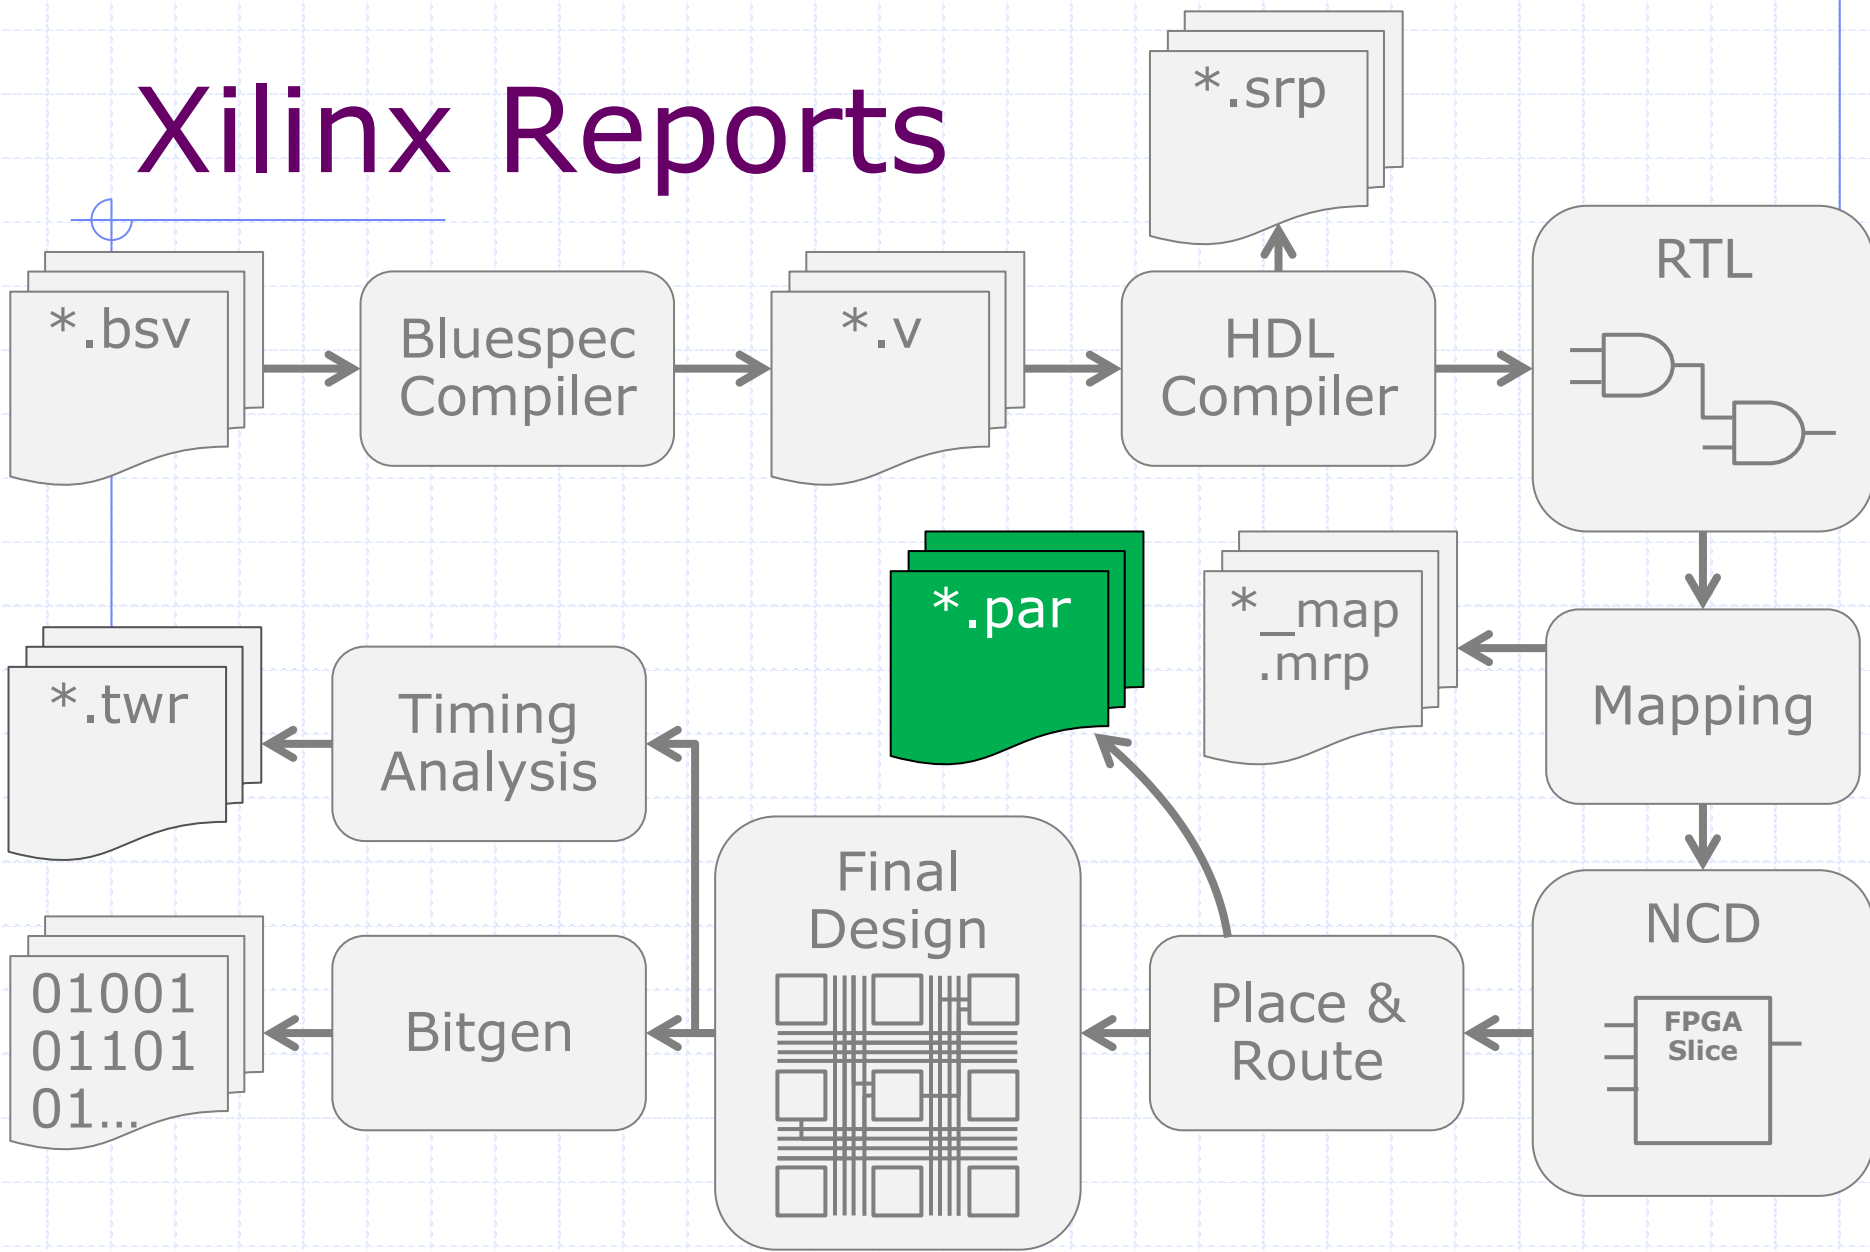 Xilinx Reports
*.srp
*.bsv
Bluespec
Compiler
*.v
HDL
Compiler
RTL
*.par
*_map
.mrp
Mapping
*.twr
Timing
Analysis
Final
Design
NCD
FPGA
Slice
Place &
Route
Bitgen
01001
01101
01...